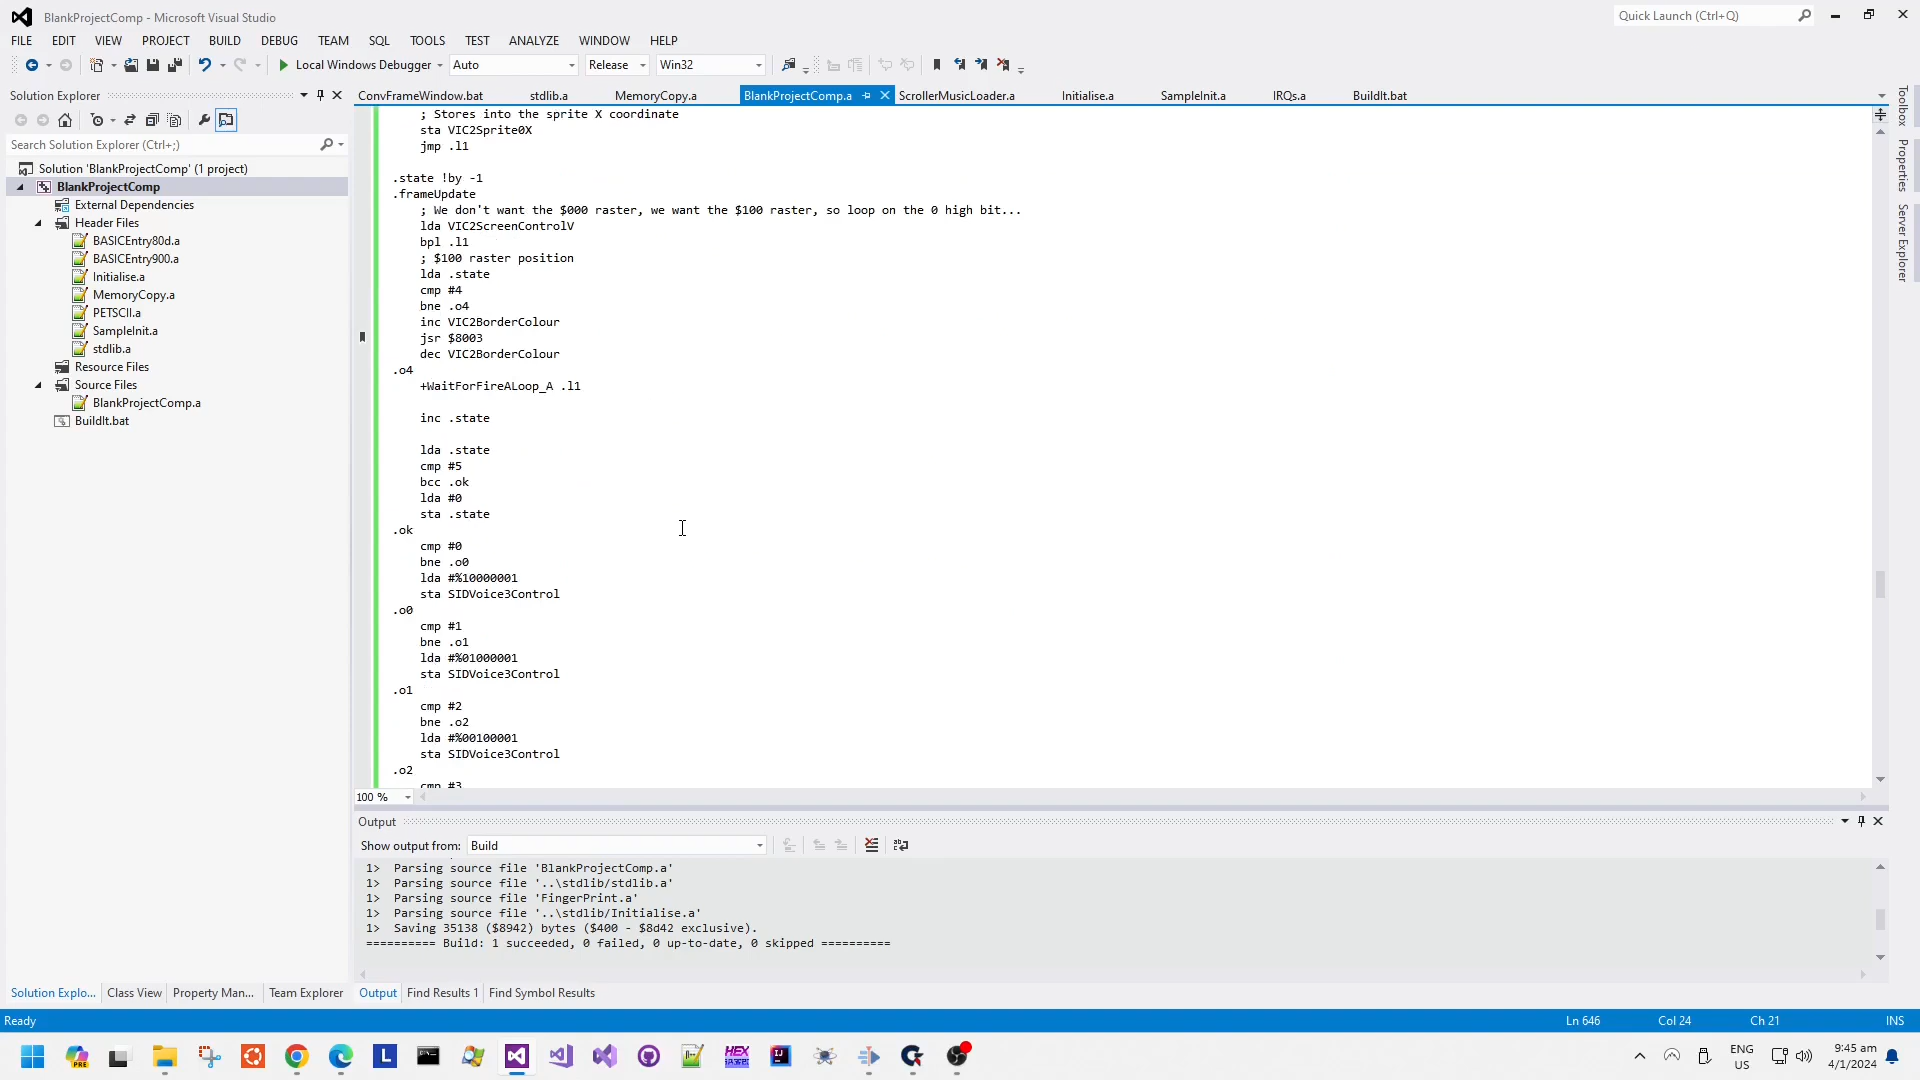 BlankProjectComp - Microsoft Visual Studio
Quick Launch (Ctrl+Q)
FILE EDIT VIEW PROJECT BUILD DEBUG TEAM SQL TOOLS TEST ANALYZE WINDOW HELP
Local Windows Debugger Auto Release Win32
Solution Explorer
ConvFrameWindow.bat stdlib.a MemoryCopy.a BlankProjectComp.a ScrollerMusicLoader.a Initialise.a SampleInit.a IRQs.a BuildIt.bat
Search Solution Explorer (Ctrl+;)
Solution 'BlankProjectComp' (1 project)
BlankProjectComp
External Dependencies
Header Files
BASICEntry80d.a
BASICEntry900.a
Initialise.a
MemoryCopy.a
PETSCII.a
SampleInit.a
stdlib.a
Resource Files
Source Files
BlankProjectComp.a
BuildIt.bat
; Stores into the sprite X coordinate
sta VIC2Sprite0X
jmp .l1
.state !by -1
.frameUpdate
; We don't want the $000 raster, we want the $100 raster, so loop on the 0 high bit...
lda VIC2ScreenControlV
bpl .l1
; $100 raster position
lda .state
cmp #4
bne .o4
inc VIC2BorderColour
jsr $8003
dec VIC2BorderColour
.o4
+WaitForFireALoop_A .l1
inc .state
lda .state
cmp #5
bcc .ok
lda #0
sta .state
.ok
cmp #0
bne .o0
lda #%10000001
sta SIDVoice3Control
.o0
cmp #1
bne .o1
lda #%01000001
sta SIDVoice3Control
.o1
cmp #2
bne .o2
lda #%00100001
sta SIDVoice3Control
.o2
cmp #3
100 %
Toolbox
Properties
Server Explorer
Output
Show output from: Build
1> Parsing source file 'BlankProjectComp.a'
1> Parsing source file '..\stdlib/stdlib.a'
1> Parsing source file 'FingerPrint.a'
1> Parsing source file '..\stdlib/Initialise.a'
1> Saving 35138 ($8942) bytes ($400 - $8d42 exclusive).
========== Build: 1 succeeded, 0 failed, 0 up-to-date, 0 skipped ==========
Solution Explo... Class View Property Man... Team Explorer Output Find Results 1 Find Symbol Results
Ready Ln 646 Col 24 Ch 21 INS
PRE L HEX IJ
ENG
US
9:45 am
4/1/2024